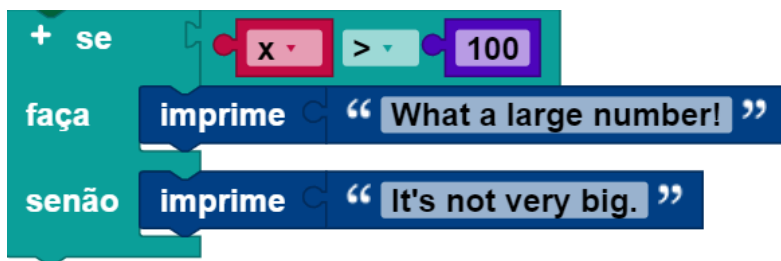 + se x > 100
faça imprime “ What a large number! ”
senão imprime “ It's not very big. ”